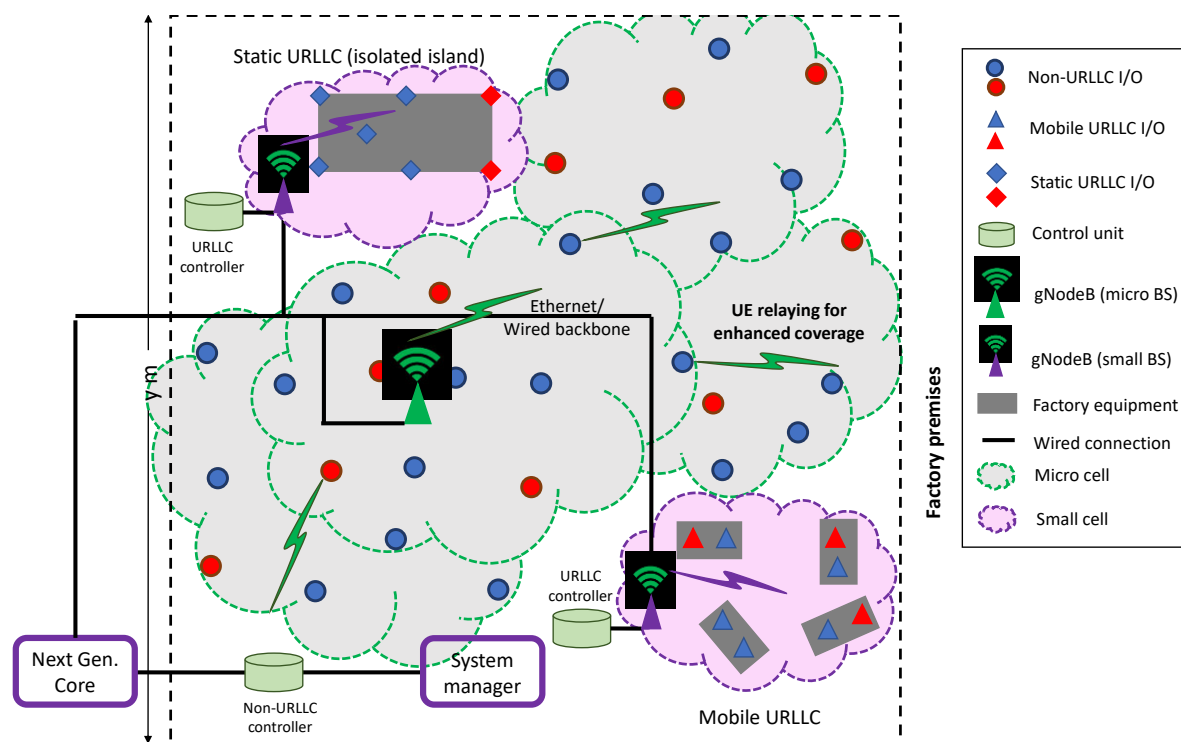 Static URLLC (isolated island)
URLLC
controller
Ethernet/
Wired backbone
UE relaying for
enhanced coverage
y m
Factory premises
URLLC
controller
Next Gen.
Core
Non-URLLC
controller
System
manager
Mobile URLLC
Non-URLLC I/O
Mobile URLLC I/O
Static URLLC I/O
Control unit
gNodeB (micro BS)
gNodeB (small BS)
Factory equipment
Wired connection
Micro cell
Small cell